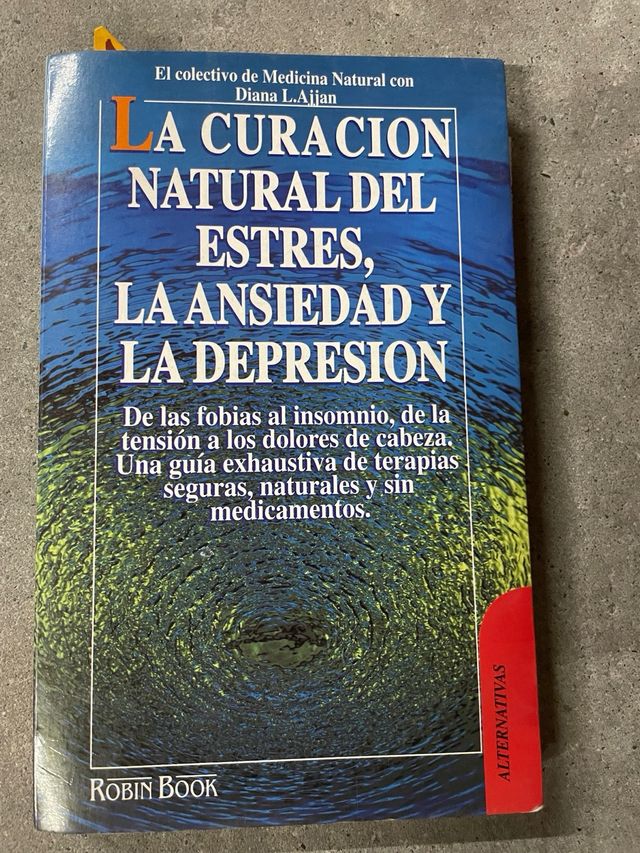 El colectivo de Medicina Natural con
Diana L.Ajjan
LA CURACION
NATURAL DEL
ESTRES,
LA ANSIEDAD Y
LA DEPRESION
De las fobias al insomnio, de la
tensión a los dolores de cabeza.
Una guía exhaustiva de terapias
seguras, naturales y sin
medicamentos.
ALTERNATIVAS
ROBIN BOOK